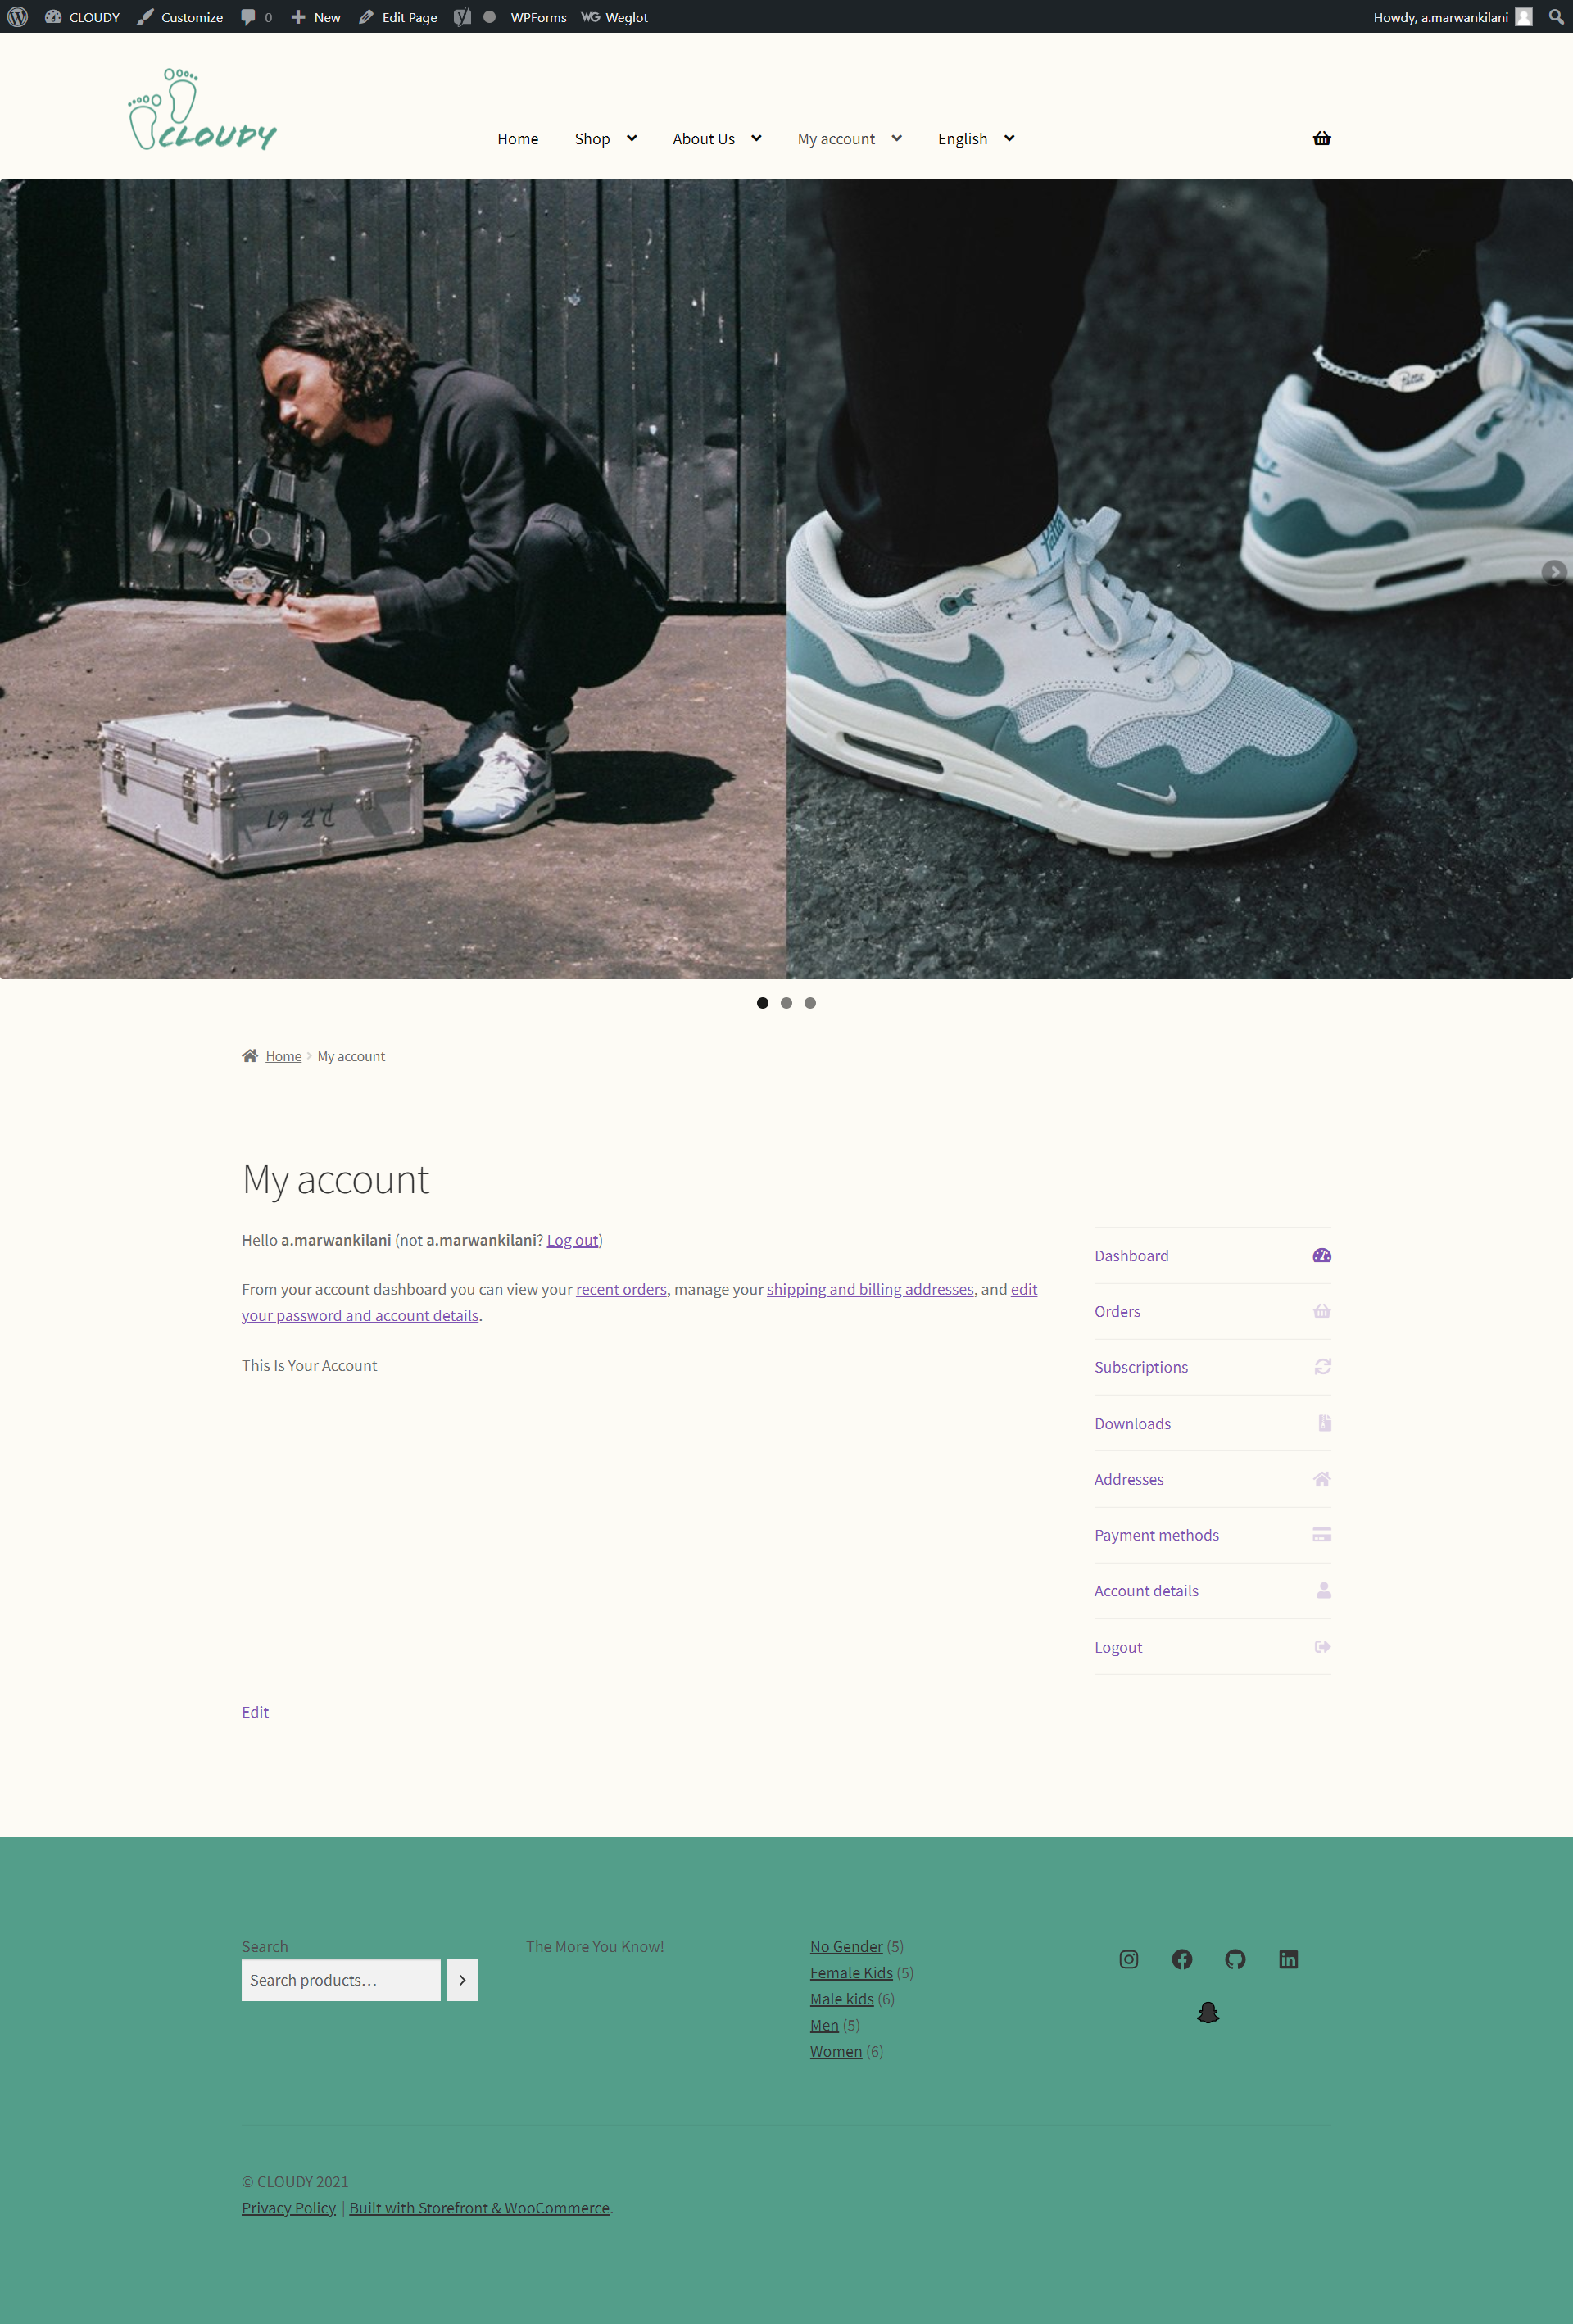 CLOUDY Customize 0 New Edit Page WPForms WG Weglot Howdy, a.marwankilani
CLOUDY
Home Shop About Us My account English
Patta
Patta
Home My account
My account
Hello a.marwankilani (not a.marwankilani? Log out)
From your account dashboard you can view your recent orders, manage your shipping and billing addresses, and edit
your password and account details.
This Is Your Account
Dashboard
Orders
Subscriptions
Downloads
Addresses
Payment methods
Account details
Logout
Edit
Search
Search products…
The More You Know!
No Gender (5)
Female Kids (5)
Male kids (6)
Men (5)
Women (6)
© CLOUDY 2021
Privacy Policy | Built with Storefront & WooCommerce.